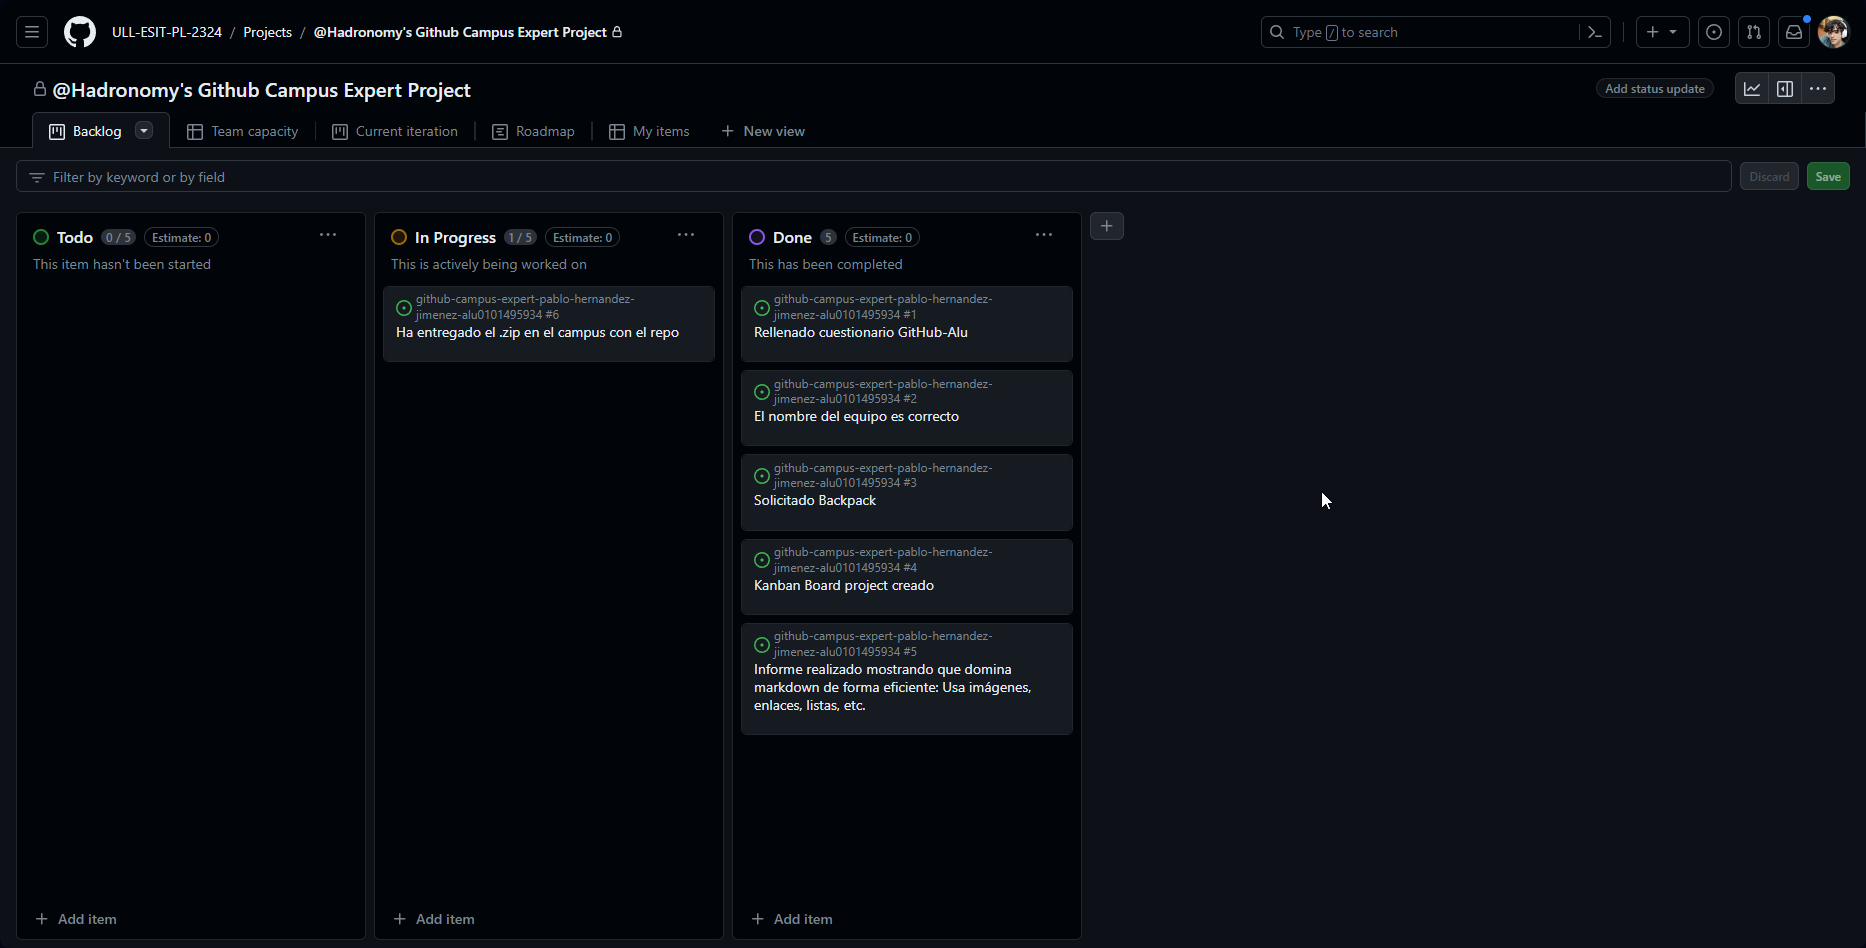 ULL-ESIT-PL-2324 / Projects / @Hadronomy's Github Campus Expert Project
Type / to search
@Hadronomy's Github Campus Expert Project
Add status update
Backlog
Team capacity
Current iteration
Roadmap
My items
New view
Filter by keyword or by field
Discard
Save
Todo 0 / 5 Estimate: 0
This item hasn't been started
Add item
In Progress 1 / 5 Estimate: 0
This is actively being worked on
github-campus-expert-pablo-hernandez-
jimenez-alu0101495934 #6
Ha entregado el .zip en el campus con el repo
Add item
Done 5 Estimate: 0
This has been completed
github-campus-expert-pablo-hernandez-
jimenez-alu0101495934 #1
Rellenado cuestionario GitHub-Alu
github-campus-expert-pablo-hernandez-
jimenez-alu0101495934 #2
El nombre del equipo es correcto
github-campus-expert-pablo-hernandez-
jimenez-alu0101495934 #3
Solicitado Backpack
github-campus-expert-pablo-hernandez-
jimenez-alu0101495934 #4
Kanban Board project creado
github-campus-expert-pablo-hernandez-
jimenez-alu0101495934 #5
Informe realizado mostrando que domina
markdown de forma eficiente: Usa imágenes,
enlaces, listas, etc.
Add item